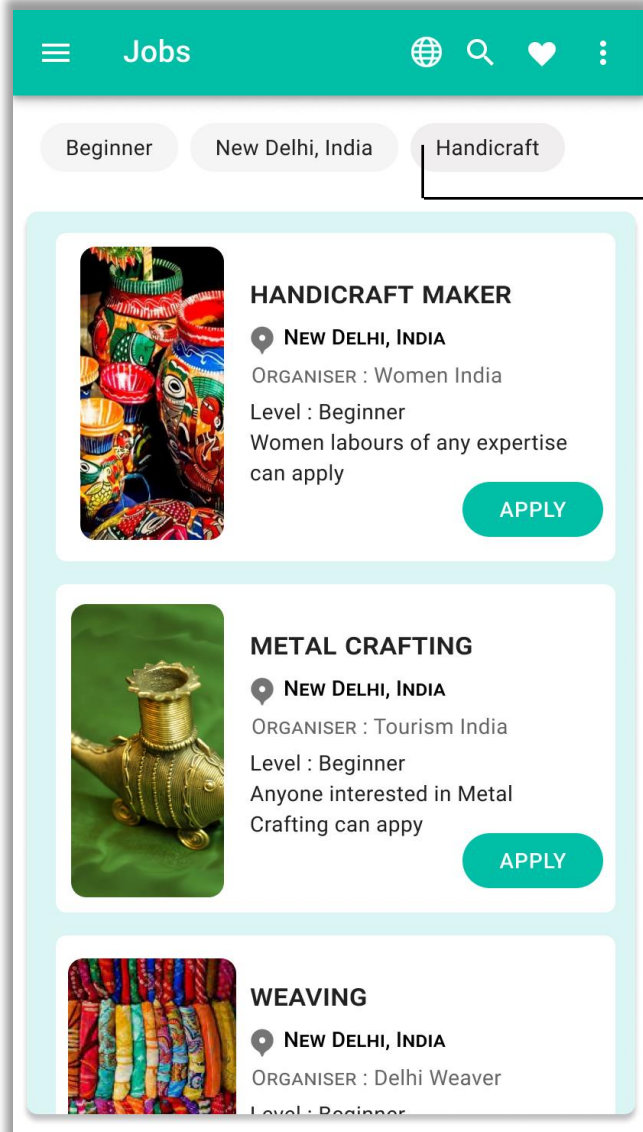 Jobs
Beginner New Delhi, India Handicraft
HANDICRAFT MAKER
NEW DELHI, INDIA
ORGANISER : Women India
Level : Beginner
Women labours of any expertise
can apply
APPLY
METAL CRAFTING
NEW DELHI, INDIA
ORGANISER : Tourism India
Level : Beginner
Anyone interested in Metal
Crafting can appy
APPLY
WEAVING
NEW DELHI, INDIA
ORGANISER : Delhi Weaver
Level : Beginner